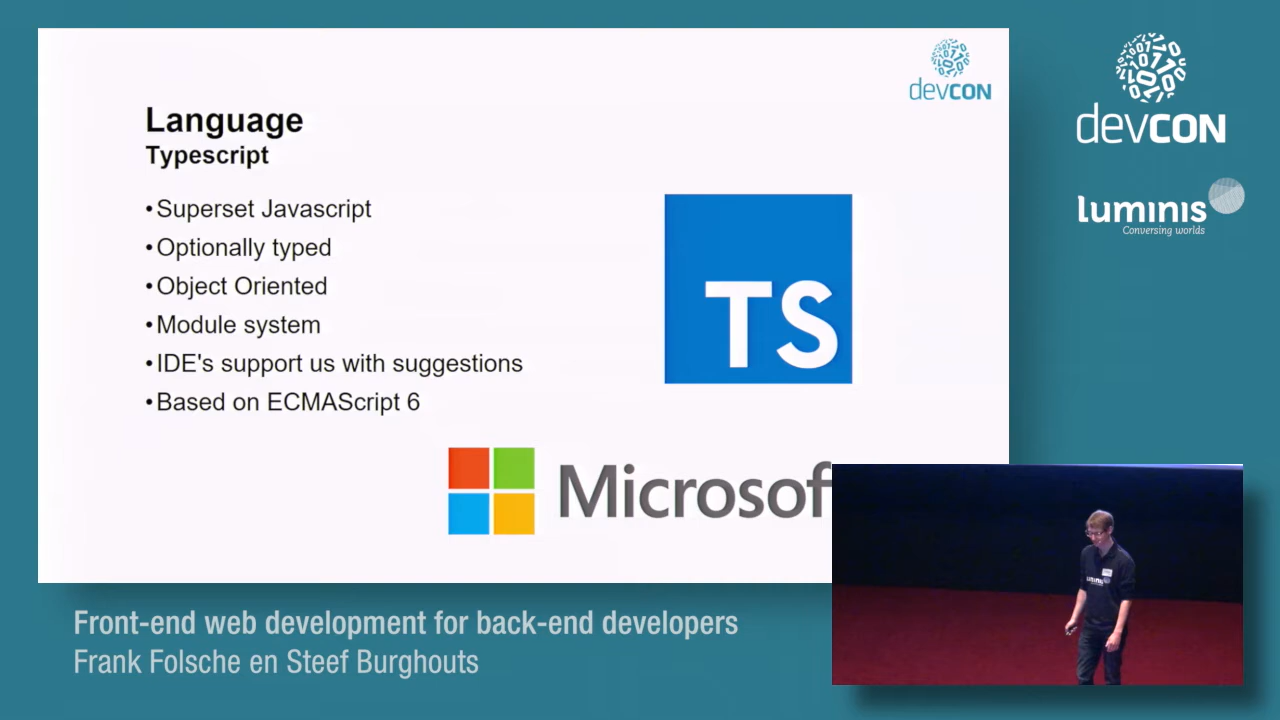 devcon
Language
Typescript
•Superset Javascript
•Optionally typed
•Object Oriented
•Module system
•IDE's support us with suggestions
•Based on ECMAScript 6
TS
Microsof
devcon
luminis
Conversing worlds
luminis
Front-end web development for back-end developers
Frank Folsche en Steef Burghouts